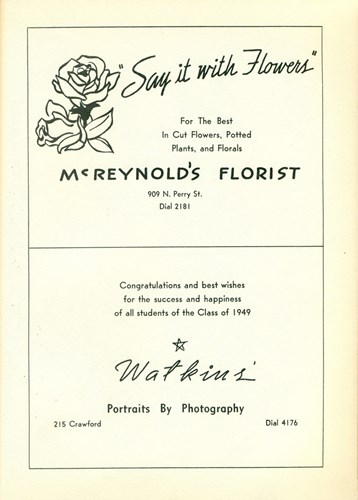 "Say it with Flowers"
For The Best
In Cut Flowers, Potted
Plants, and Florals
McREYNOLD'S FLORIST
909 N. Perry St.
Dial 2181
Congratulations and best wishes
for the success and happiness
of all students of the Class of 1949
Watkins'
Portraits By Photography
215 Crawford Dial 4176